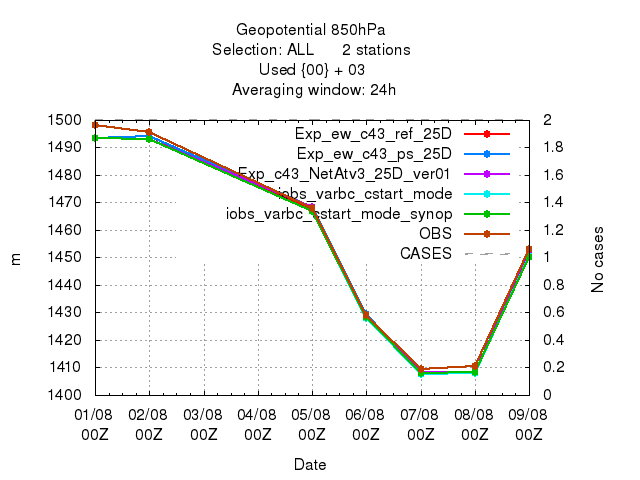 Geopotential 850hPa
Selection: ALL 2 stations
Used {00} + 03
Averaging window: 24h
1500
1490
1480
1470
1460
1450
1440
1430
1420
1410
1400
m
Exp_ew_c43_ref_25D
Exp_ew_c43_ps_25D
Exp_c43_NetAtv3_25D_ver01
iobs_varbc_cstart_mode
iobs_varbc_cstart_mode_synop
OBS
CASES
2
1.8
1.6
1.4
1.2
1
0.8
0.6
0.4
0.2
0
No cases
01/08 02/08 03/08 04/08 05/08 06/08 07/08 08/08 09/08
00Z 00Z 00Z 00Z 00Z 00Z 00Z 00Z 00Z
Date